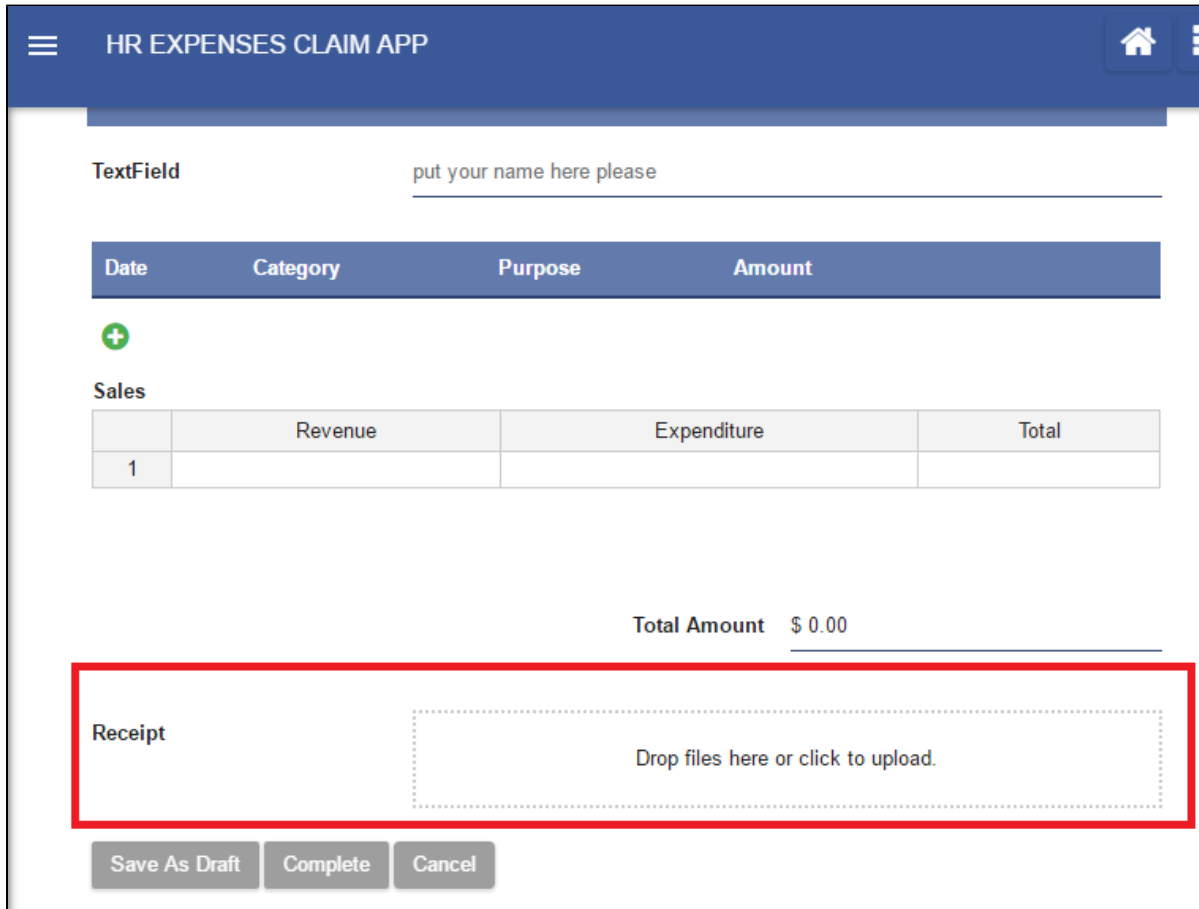 HR EXPENSES CLAIM APP
TextField put your name here please
Date Category Purpose Amount
Sales
Revenue Expenditure Total
1
Total Amount $ 0.00
Receipt Drop files here or click to upload.
Save As Draft Complete Cancel